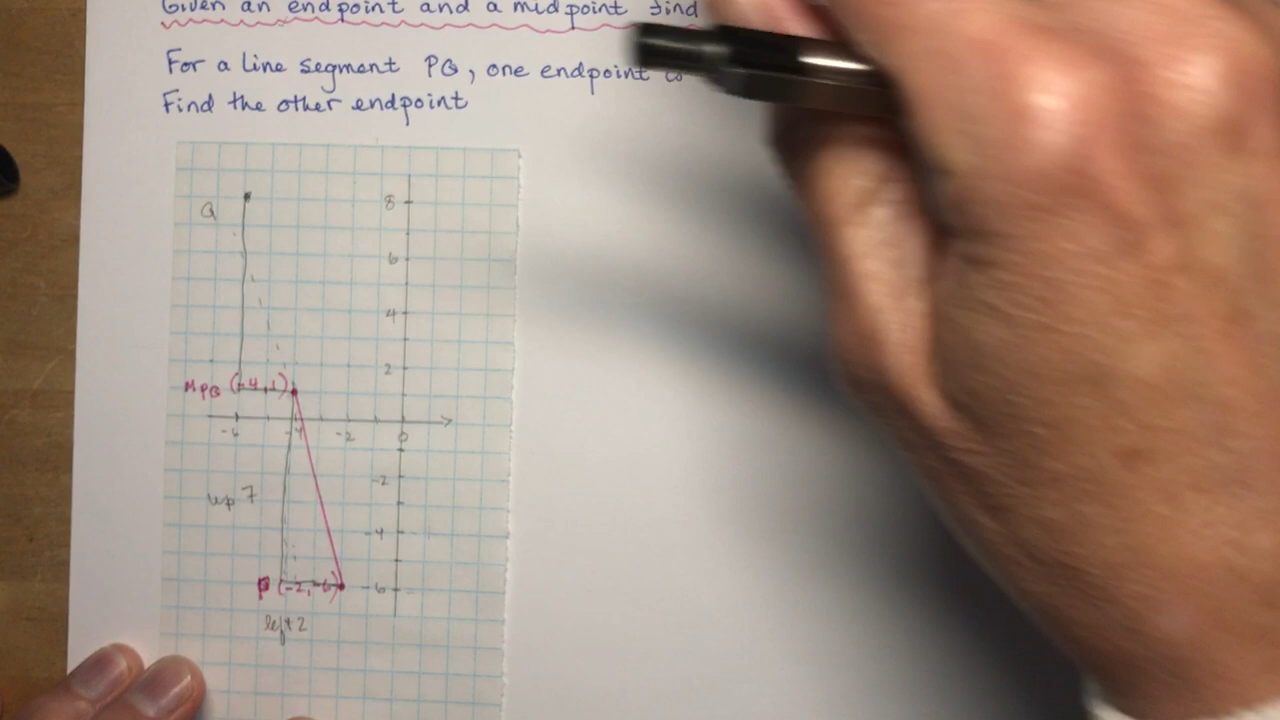 Given an endpoint and a midpoint find
For a line segment PQ, one endpoint is
Find the other endpoint
Q
8
6
4
2
MPQ (-4,1)
-6 -4 -2 0
-2
up 7
-4
P (-2,-6) -6
left 2